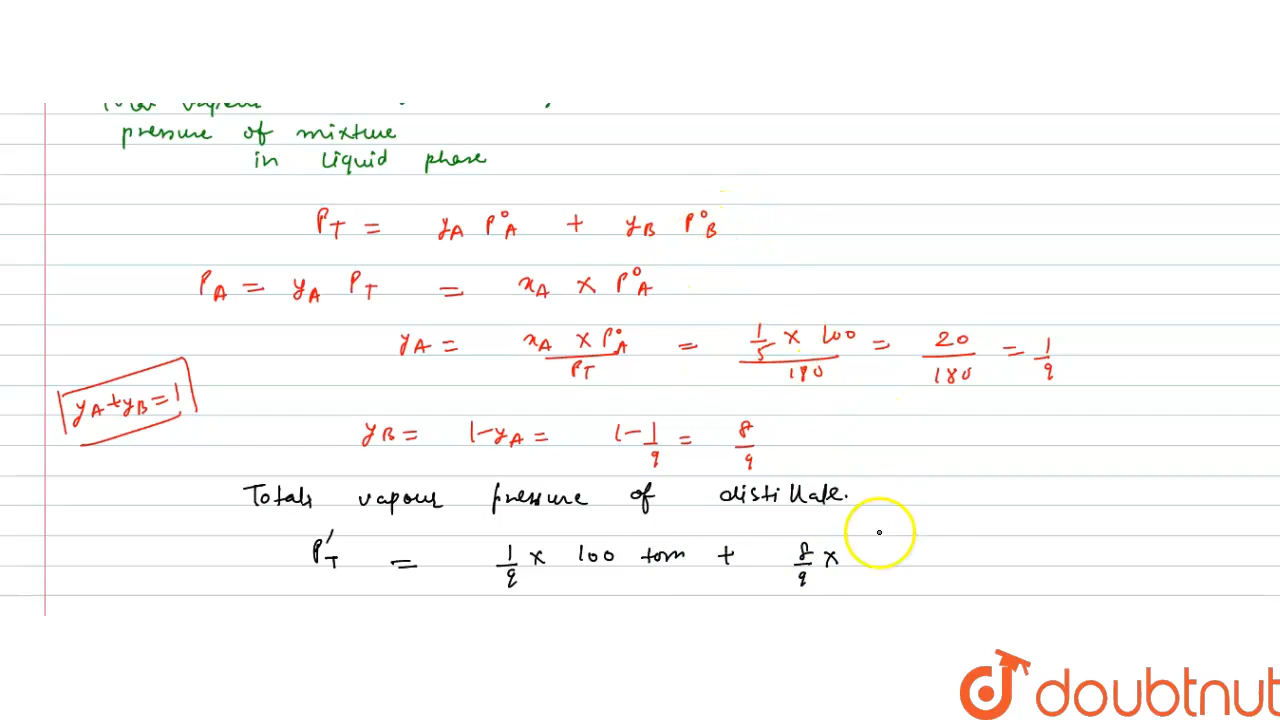 pressure of mixture
in liquid phase
P_T = y_A P°_A + y_B P°_B
P_A = y_A P_T = x_A × P°_A
y_A = (x_A × P°_A)/P_T = (1/5 × 100)/180 = 20/180 = 1/9
y_A + y_B = 1
y_B = 1 - y_A = 1 - 1/9 = 8/9
Total vapour pressure of distillate.
P'_T = 1/9 × 100 torr + 8/9 ×
doubtnut